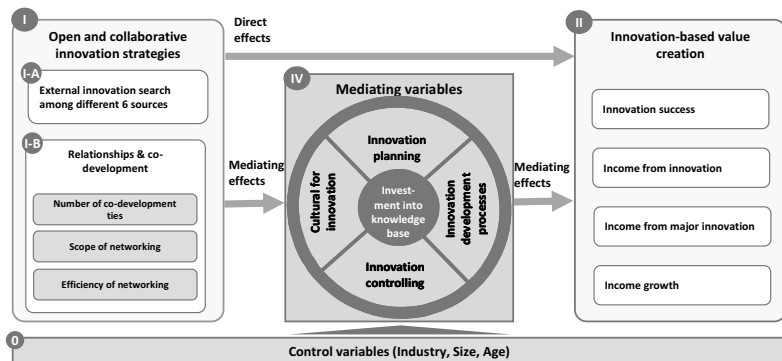 I
Open and collaborative
innovation strategies
I-A
External innovation search
among different 6 sources
I-B
Relationships & co-
development
Number of co-development
ties
Scope of networking
Efficiency of networking
Direct
effects
Mediating
effects
IV
Mediating variables
Innovation
planning
Cultural for
innovation
Invest-
ment into
knowledge
base
Innovation
development
processes
Innovation
controlling
Mediating
effects
II
Innovation-based value
creation
Innovation success
Income from innovation
Income from major innovation
Income growth
0
Control variables (Industry, Size, Age)